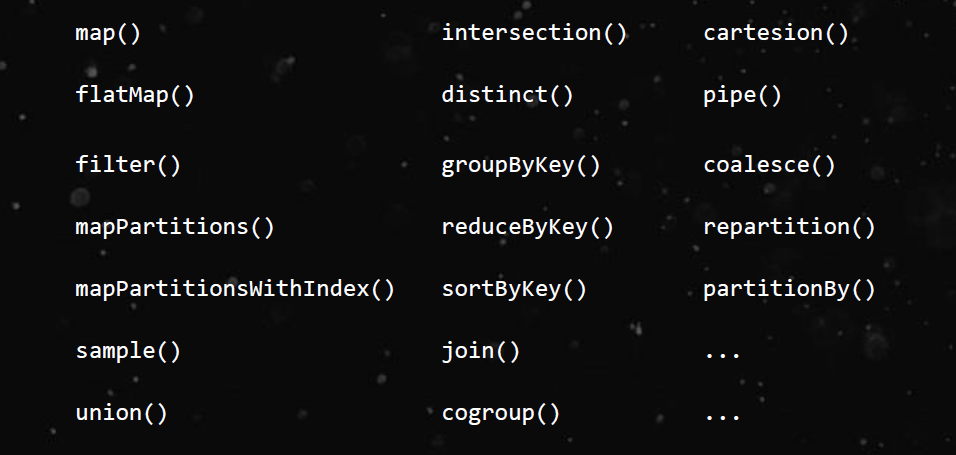 map()
flatMap()
filter()
mapPartitions()
mapPartitionsWithIndex()
sample()
union()
intersection()
distinct()
groupByKey()
reduceByKey()
sortByKey()
join()
cogroup()
cartesion()
pipe()
coalesce()
repartition()
partitionBy()
...
...